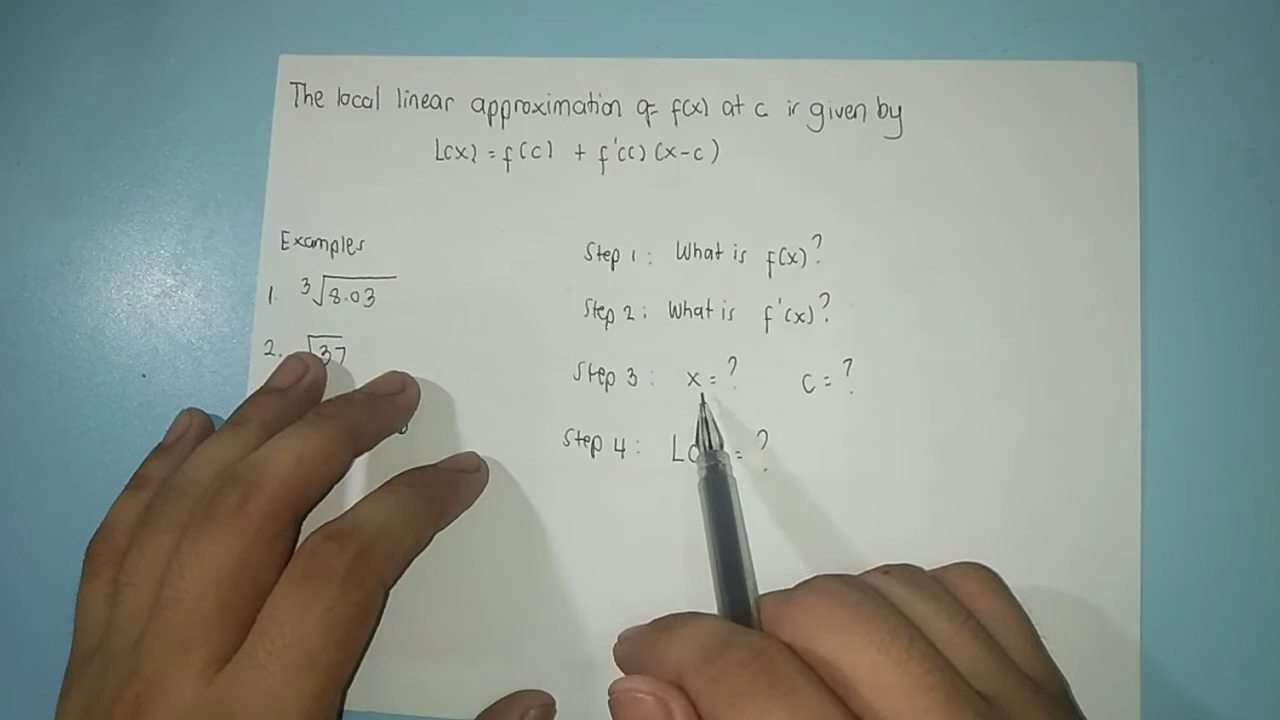 The local linear approximation of f(x) at c is given by
L(x) = f(c) + f'(c) (x-c)
Examples
1. ³√8.03
2. √37
Step 1: What is f(x)?
Step 2: What is f'(x)?
Step 3: x = ? c = ?
Step 4: = ?